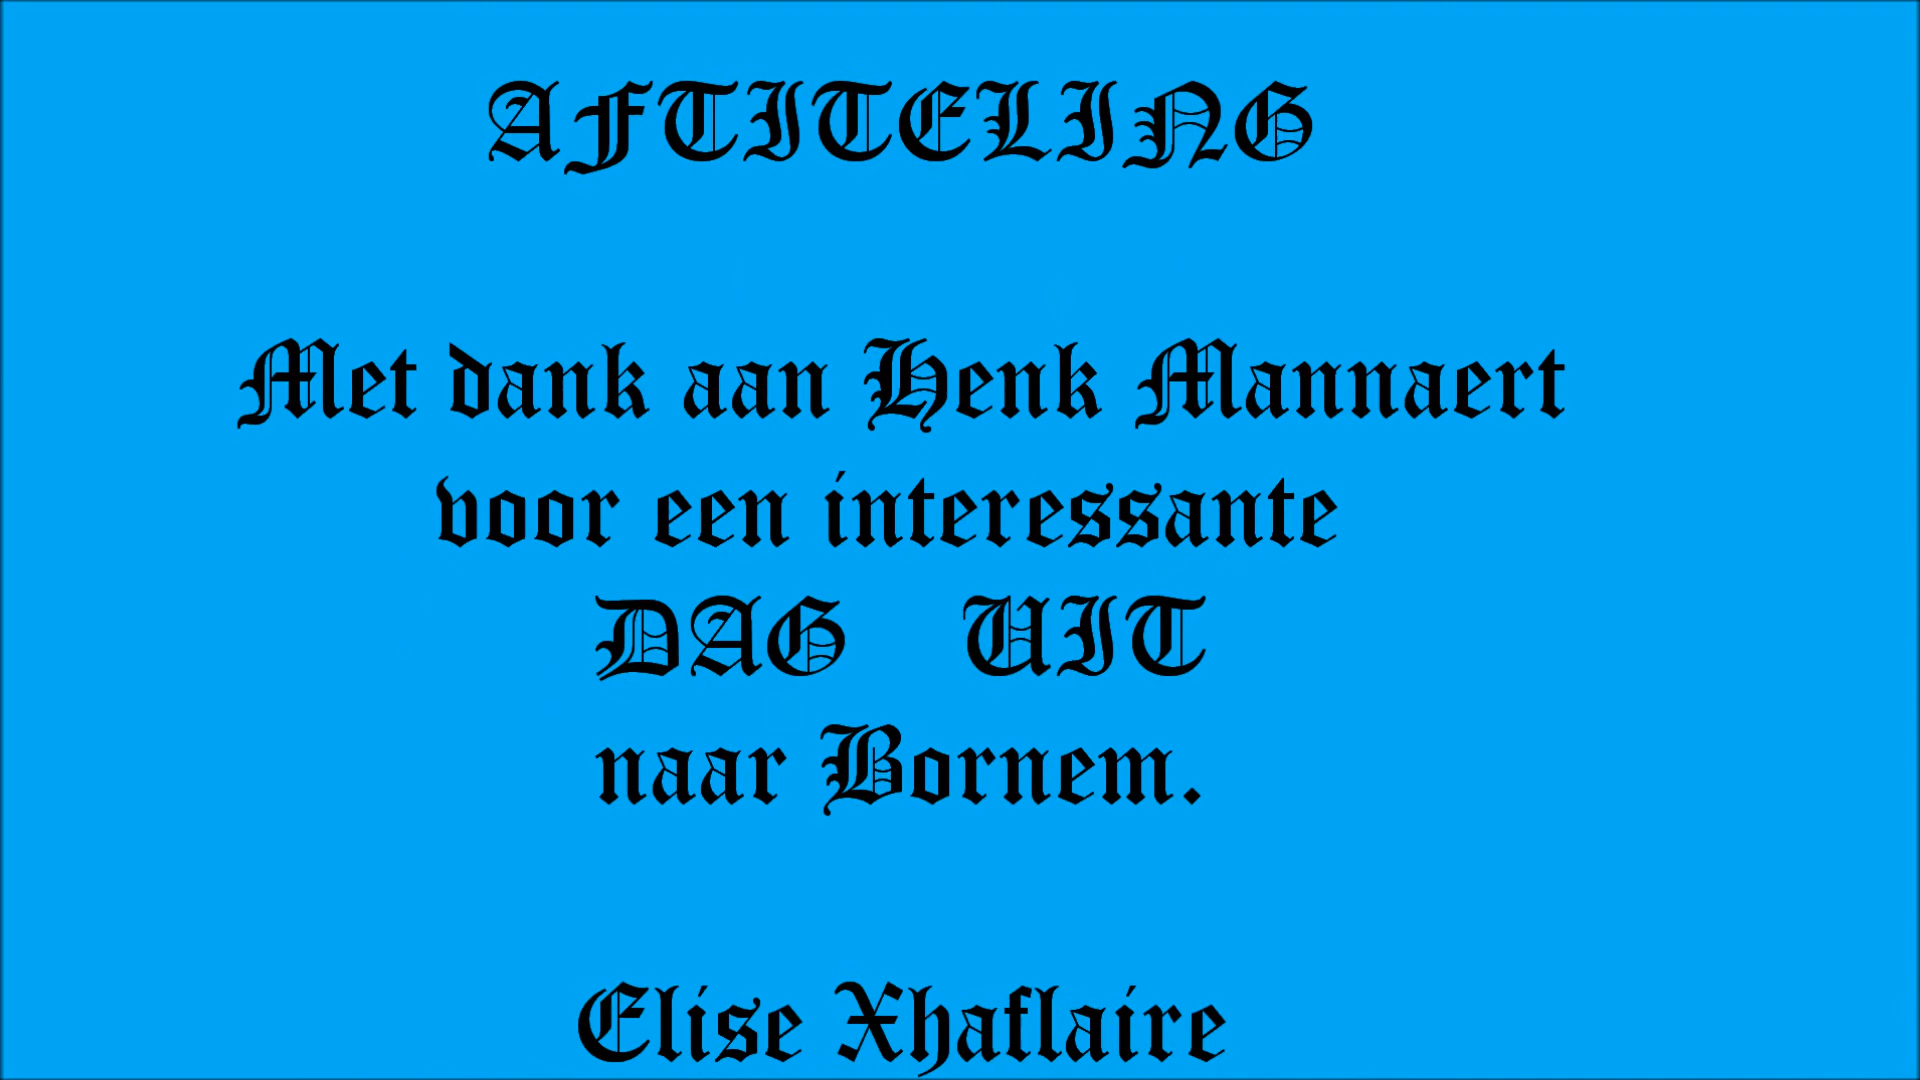 AFTITELING
Met dank aan Henk Mannaert
voor een interessante
DAG UIT
naar Bornem.
Elise Xhaflaire